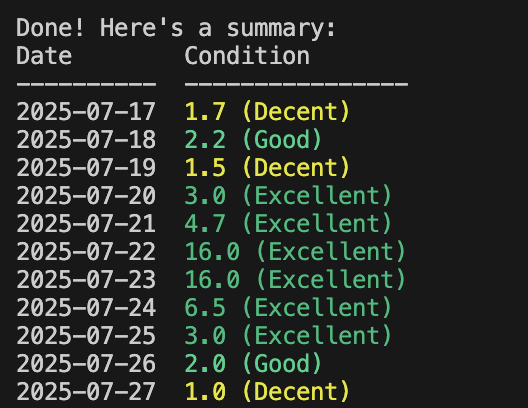 Done! Here's a summary:
Date        Condition
----------  ----------------
2025-07-17  1.7 (Decent)
2025-07-18  2.2 (Good)
2025-07-19  1.5 (Decent)
2025-07-20  3.0 (Excellent)
2025-07-21  4.7 (Excellent)
2025-07-22  16.0 (Excellent)
2025-07-23  16.0 (Excellent)
2025-07-24  6.5 (Excellent)
2025-07-25  3.0 (Excellent)
2025-07-26  2.0 (Good)
2025-07-27  1.0 (Decent)